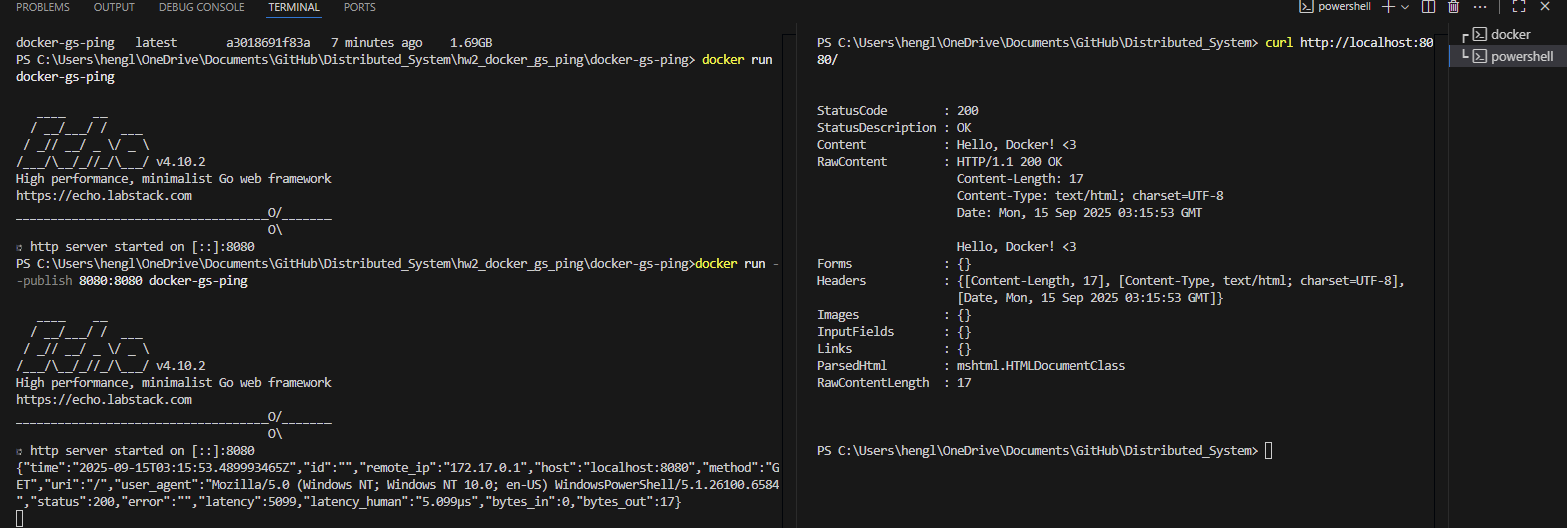 PROBLEMS OUTPUT DEBUG CONSOLE TERMINAL PORTS
powershell
docker-gs-ping   latest       a3018691f83a   7 minutes ago    1.69GB
PS C:\Users\hengl\OneDrive\Documents\GitHub\Distributed_System\hw2_docker_gs_ping\docker-gs-ping> docker run
docker-gs-ping
   ____    __
  / __/___/ /  ___
 / _// __/ _ \/ _ \
/___/\__/_//_/\___/ v4.10.2
High performance, minimalist Go web framework
https://echo.labstack.com
____________________________________O/_______
                                    O\
⇨ http server started on [::]:8080
PS C:\Users\hengl\OneDrive\Documents\GitHub\Distributed_System\hw2_docker_gs_ping\docker-gs-ping>docker run -
-publish 8080:8080 docker-gs-ping
   ____    __
  / __/___/ /  ___
 / _// __/ _ \/ _ \
/___/\__/_//_/\___/ v4.10.2
High performance, minimalist Go web framework
https://echo.labstack.com
____________________________________O/_______
                                    O\
⇨ http server started on [::]:8080
{"time":"2025-09-15T03:15:53.489993465Z","id":"","remote_ip":"172.17.0.1","host":"localhost:8080","method":"G
ET","uri":"/","user_agent":"Mozilla/5.0 (Windows NT; Windows NT 10.0; en-US) WindowsPowerShell/5.1.26100.6584
","status":200,"error":"","latency":5099,"latency_human":"5.099µs","bytes_in":0,"bytes_out":17}
PS C:\Users\hengl\OneDrive\Documents\GitHub\Distributed_System> curl http://localhost:80
80/
StatusCode        : 200
StatusDescription : OK
Content           : Hello, Docker! <3
RawContent        : HTTP/1.1 200 OK
                    Content-Length: 17
                    Content-Type: text/html; charset=UTF-8
                    Date: Mon, 15 Sep 2025 03:15:53 GMT
                    Hello, Docker! <3
Forms             : {}
Headers           : {[Content-Length, 17], [Content-Type, text/html; charset=UTF-8],
                    [Date, Mon, 15 Sep 2025 03:15:53 GMT]}
Images            : {}
InputFields       : {}
Links             : {}
ParsedHtml        : mshtml.HTMLDocumentClass
RawContentLength  : 17
PS C:\Users\hengl\OneDrive\Documents\GitHub\Distributed_System>
docker
powershell